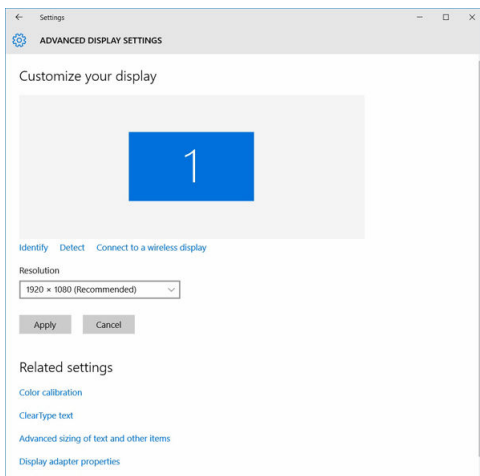 Settings
ADVANCED DISPLAY SETTINGS
Customize your display
1
Identify Detect Connect to a wireless display
Resolution
1920 × 1080 (Recommended)
Apply Cancel
Related settings
Color calibration
ClearType text
Advanced sizing of text and other items
Display adapter properties